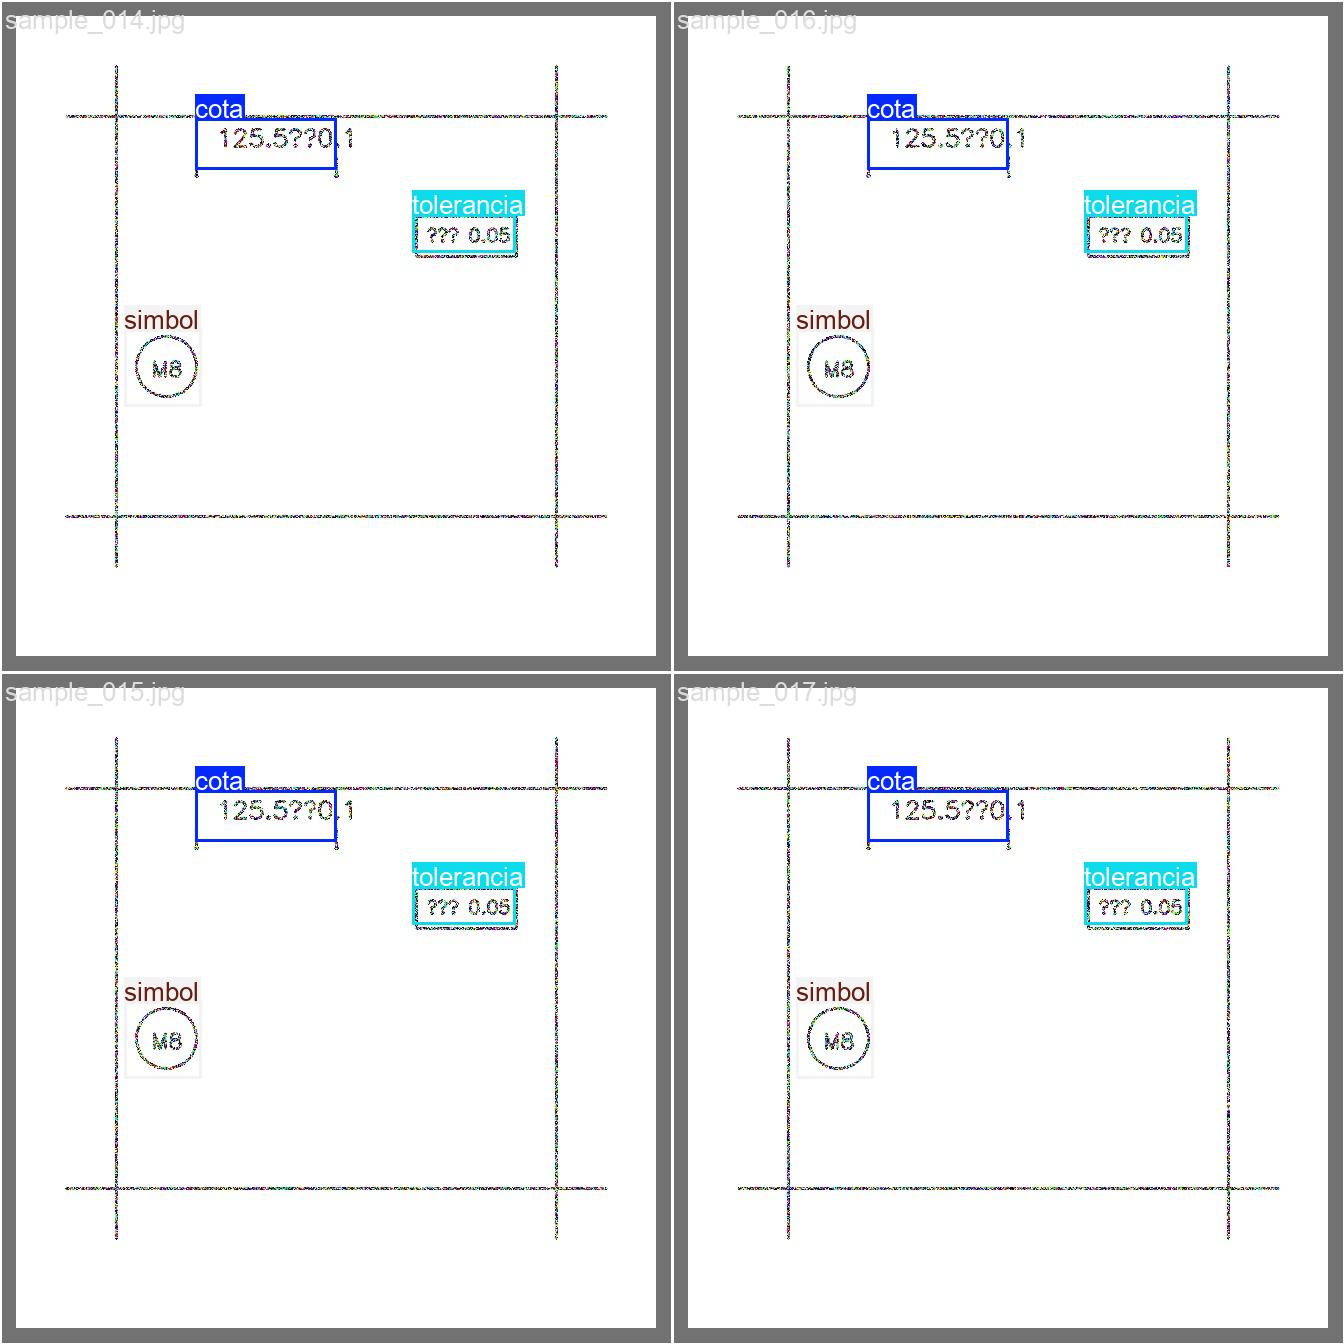 sample_014.jpg
cota
125.5??0.1
tolerancia
??? 0.05
simbol
M8
sample_016.jpg
cota
125.5??0.1
tolerancia
??? 0.05
simbol
M8
sample_015.jpg
cota
125.5??0.1
tolerancia
??? 0.05
simbol
M8
sample_017.jpg
cota
125.5??0.1
tolerancia
??? 0.05
simbol
M8